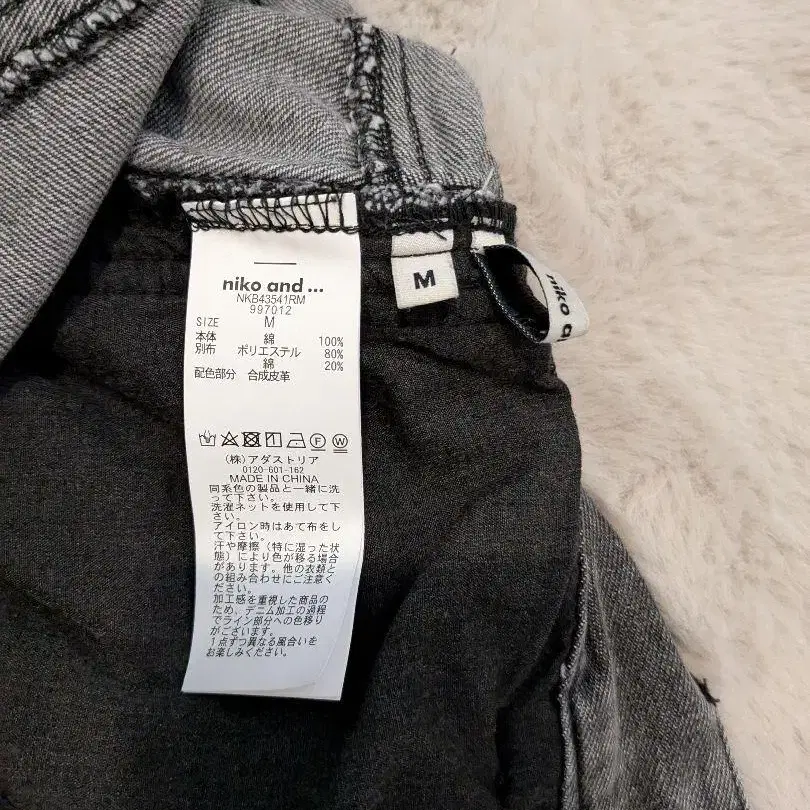 niko and ...
NKB43541RM
997012
SIZE M
本体 綿 100%
別布 ポリエステル 80%
綿 20%
配色部分 合成皮革
(株)アダストリア
0120-601-162
MADE IN CHINA
同系色の製品と一緒に洗
って下さい。
洗濯ネットを使用して下
さい。
アイロン時はあて布をし
て下さい。
汗や摩擦（特に湿った状
態）により色が移る場合
があります。他の衣類と
の組み合わせにご注意く
ださい。
加工感を重視した商品の
ため、デニム加工の過程
でライン部分への色移り
がございます。
1点ずつ異なる風合いを
お楽しみください。
M
niko